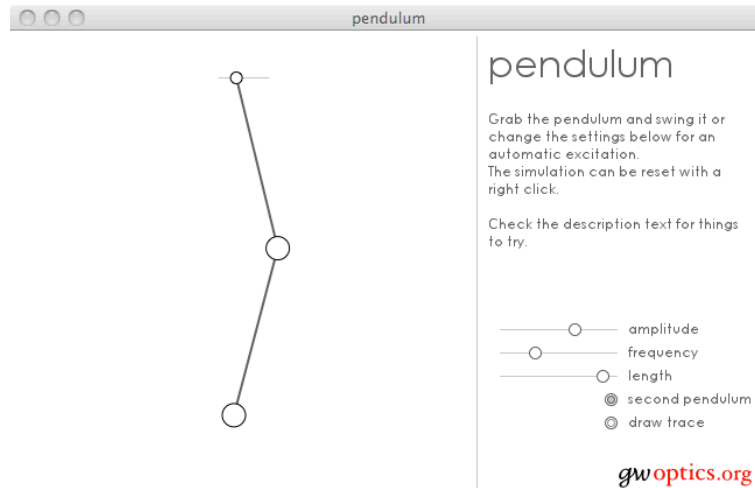 pendulum
pendulum
Grab the pendulum and swing it or
change the settings below for an
automatic excitation.
The simulation can be reset with a
right click.
Check the description text for things
to try.
amplitude
frequency
length
second pendulum
draw trace
gwoptics.org